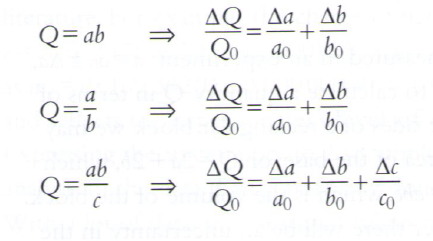 Q = ab ⇒ ΔQ/Q₀ = Δa/a₀ + Δb/b₀
Q = a/b ⇒ ΔQ/Q₀ = Δa/a₀ + Δb/b₀
Q = ab/c ⇒ ΔQ/Q₀ = Δa/a₀ + Δb/b₀ + Δc/c₀